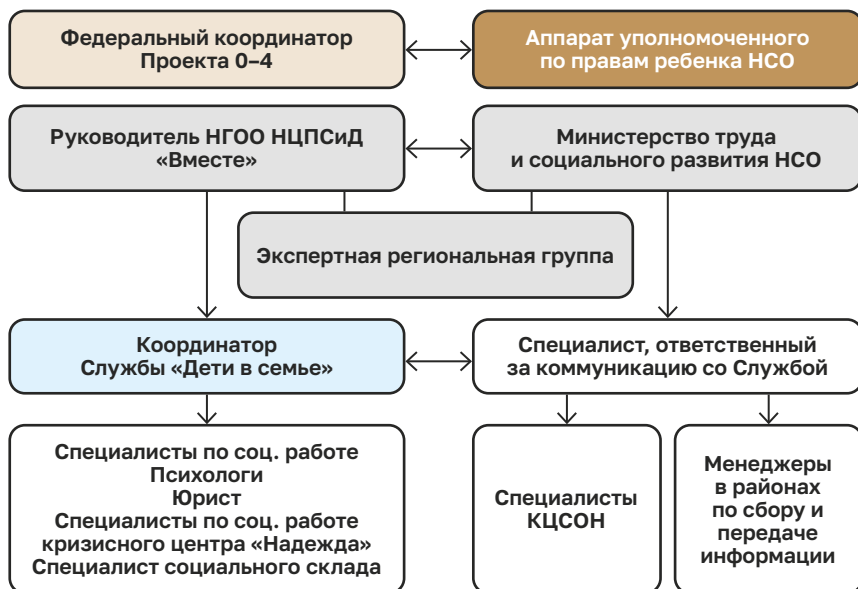 Федеральный координатор
Проекта 0–4
Аппарат уполномоченного
по правам ребенка НСО
Руководитель НГОО НЦПСиД
«Вместе»
Министерство труда
и социального развития НСО
Экспертная региональная группа
Координатор
Службы «Дети в семье»
Специалист, ответственный
за коммуникацию со Службой
Специалисты по соц. работе
Психологи
Юрист
Специалисты по соц. работе
кризисного центра «Надежда»
Специалист социального склада
Специалисты
КЦСОН
Менеджеры
в районах
по сбору и
передаче
информации